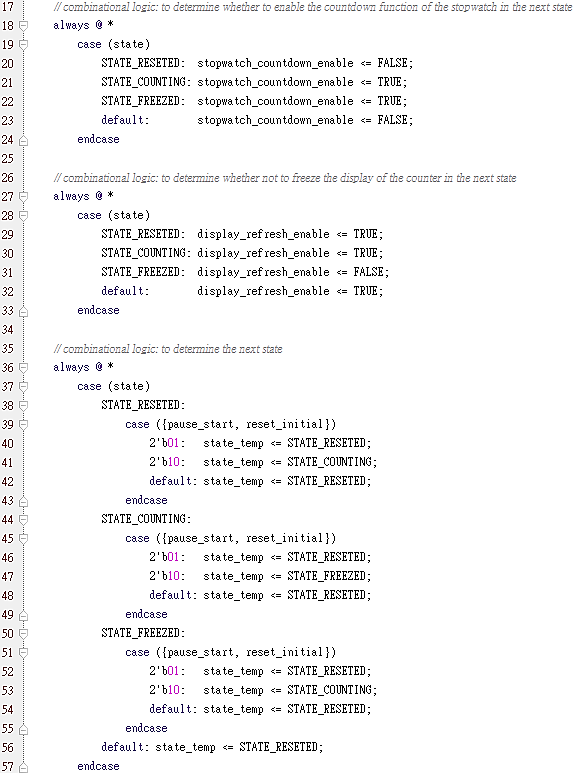 17 // combinational logic: to determine whether to enable the countdown function of the stopwatch in the next state
18 always @ *
19 case (state)
20 STATE_RESETED: stopwatch_countdown_enable <= FALSE;
21 STATE_COUNTING: stopwatch_countdown_enable <= TRUE;
22 STATE_FREEZED: stopwatch_countdown_enable <= TRUE;
23 default: stopwatch_countdown_enable <= FALSE;
24 endcase
25
26 // combinational logic: to determine whether not to freeze the display of the counter in the next state
27 always @ *
28 case (state)
29 STATE_RESETED: display_refresh_enable <= TRUE;
30 STATE_COUNTING: display_refresh_enable <= TRUE;
31 STATE_FREEZED: display_refresh_enable <= FALSE;
32 default: display_refresh_enable <= TRUE;
33 endcase
34
35 // combinational logic: to determine the next state
36 always @ *
37 case (state)
38 STATE_RESETED:
39 case ({pause_start, reset_initial})
40 2'b01: state_temp <= STATE_RESETED;
41 2'b10: state_temp <= STATE_COUNTING;
42 default: state_temp <= STATE_RESETED;
43 endcase
44 STATE_COUNTING:
45 case ({pause_start, reset_initial})
46 2'b01: state_temp <= STATE_RESETED;
47 2'b10: state_temp <= STATE_FREEZED;
48 default: state_temp <= STATE_RESETED;
49 endcase
50 STATE_FREEZED:
51 case ({pause_start, reset_initial})
52 2'b01: state_temp <= STATE_RESETED;
53 2'b10: state_temp <= STATE_COUNTING;
54 default: state_temp <= STATE_RESETED;
55 endcase
56 default: state_temp <= STATE_RESETED;
57 endcase